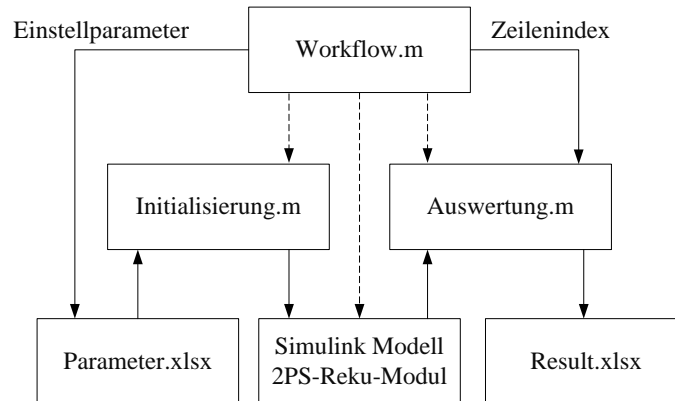 Einstellparameter
Workflow.m
Zeilenindex
Initialisierung.m
Auswertung.m
Parameter.xlsx
Simulink Modell
2PS-Reku-Modul
Result.xlsx